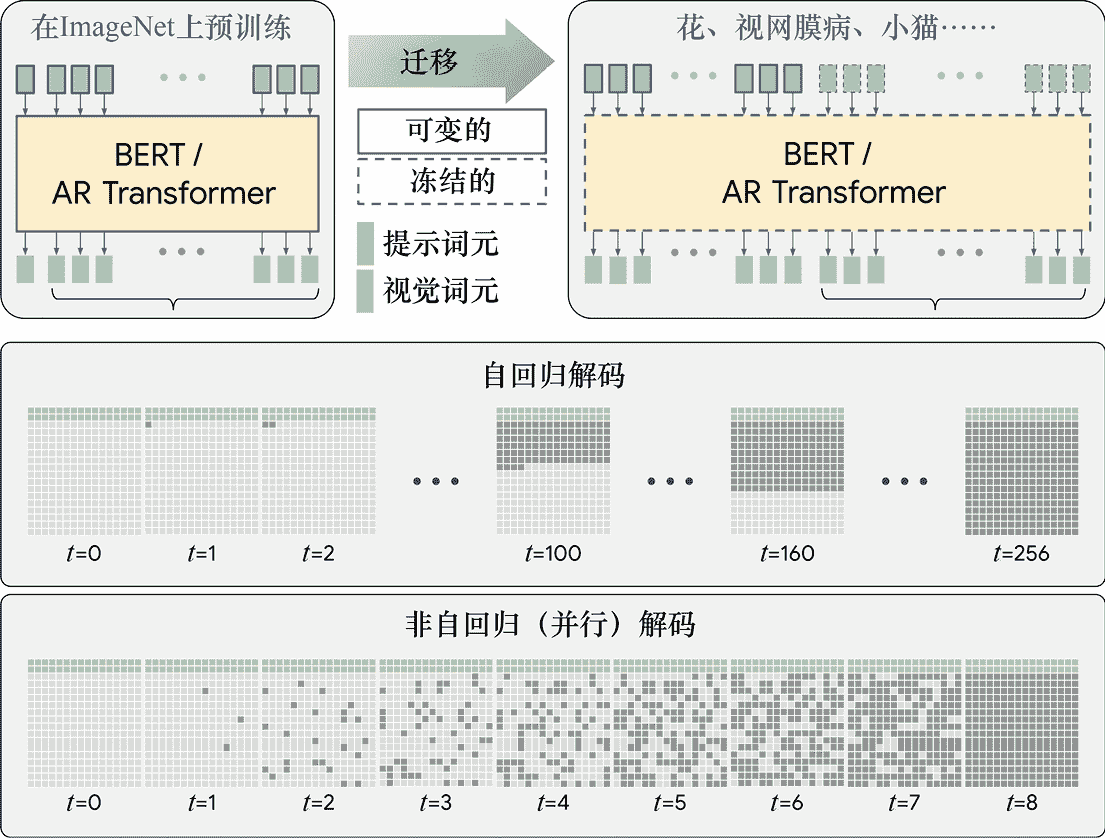 在ImageNet上预训练
BERT /
AR Transformer
迁移
可变的
冻结的
提示词元
视觉词元
花、视网膜病、小猫……
BERT /
AR Transformer
自回归解码
t=0
t=1
t=2
t=100
t=160
t=256
非自回归（并行）解码
t=0
t=1
t=2
t=3
t=4
t=5
t=6
t=7
t=8